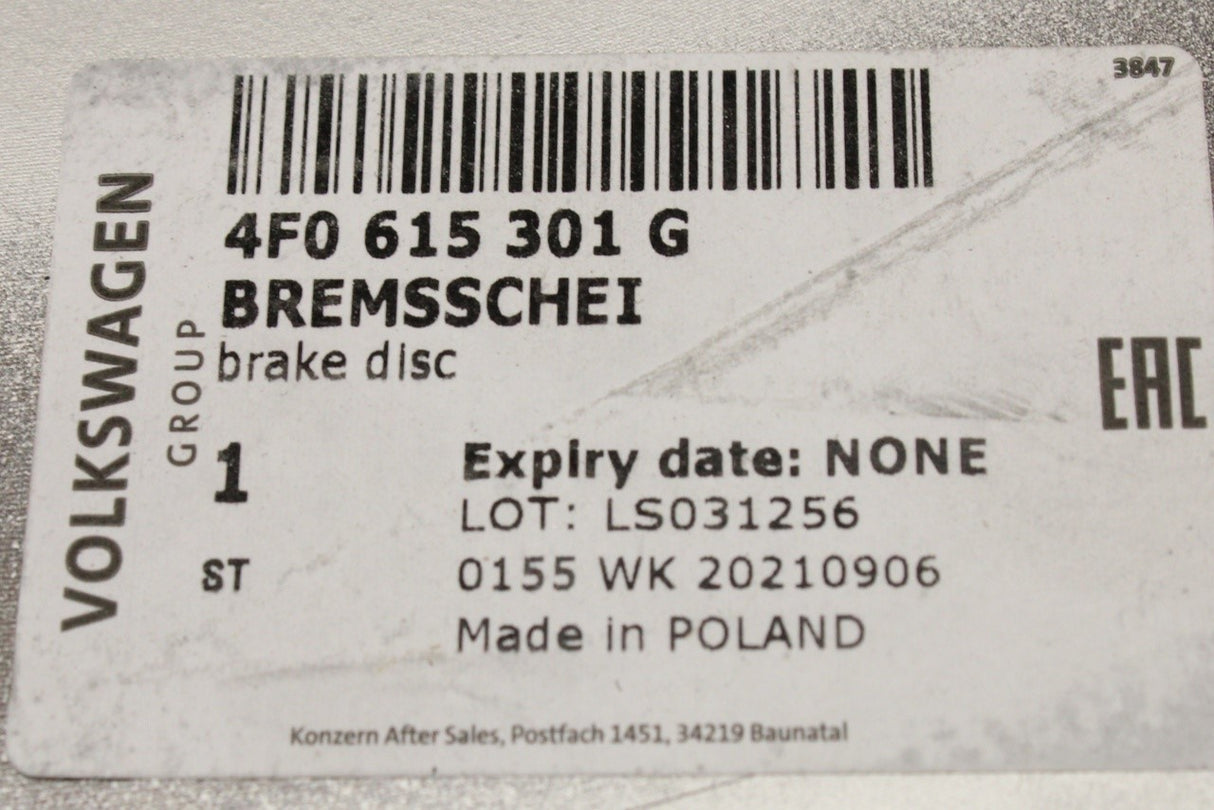 3847
VOLKSWAGEN
GROUP
4F0 615 301 G
BREMSSCHEI
brake disc
EAC
1
ST
Expiry date: NONE
LOT: LS031256
0155 WK 20210906
Made in POLAND
Konzern After Sales, Postfach 1451, 34219 Baunatal